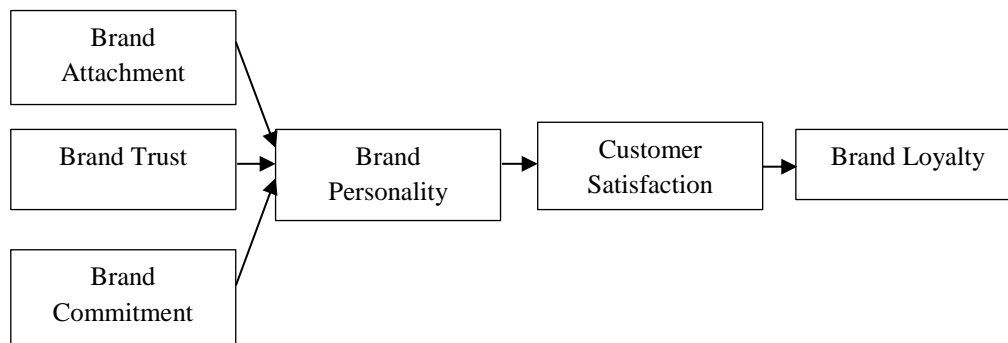 Brand
Attachment
Brand Trust
Brand
Commitment
Brand
Personality
Customer
Satisfaction
Brand Loyalty